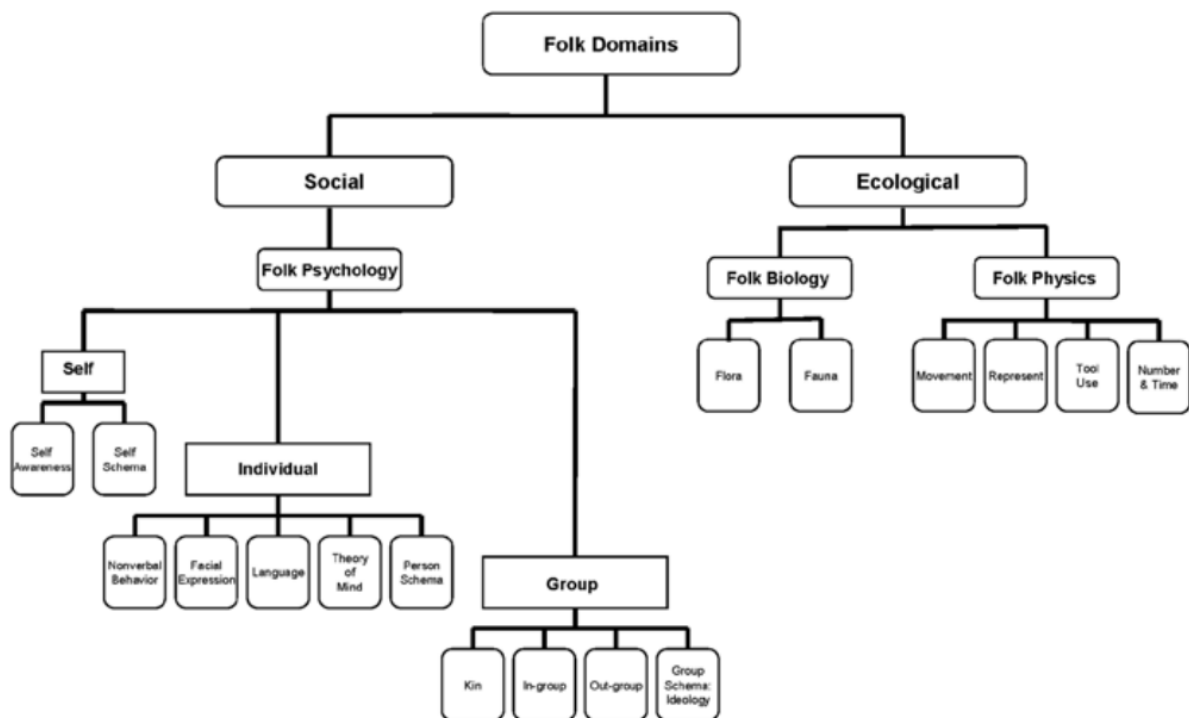 Folk Domains
Social
Ecological
Folk Psychology
Folk Biology
Folk Physics
Self
Flora
Fauna
Movement
Represent
Tool
Use
Number
& Time
Self
Awareness
Self
Schema
Individual
Nonverbal
Behavior
Facial
Expression
Language
Theory
of
Mind
Person
Schema
Group
Kin
In-group
Out-group
Group
Schema:
Ideology